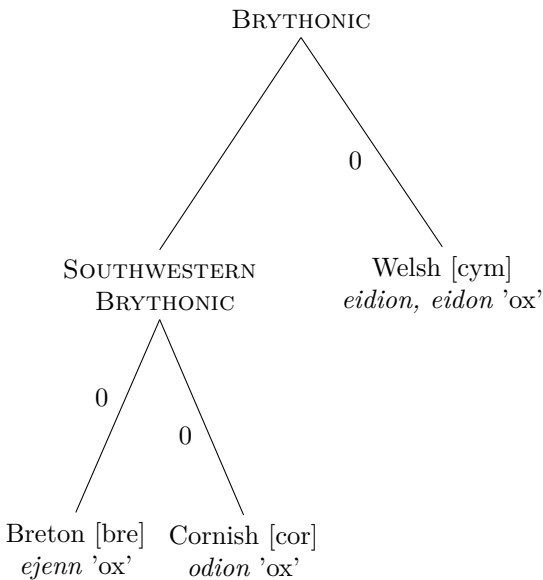 BRYTHONIC
0
SOUTHWESTERN
BRYTHONIC
Welsh [cym]
eidion, eidon 'ox'
0
0
Breton [bre]
ejenn 'ox'
Cornish [cor]
odion 'ox'